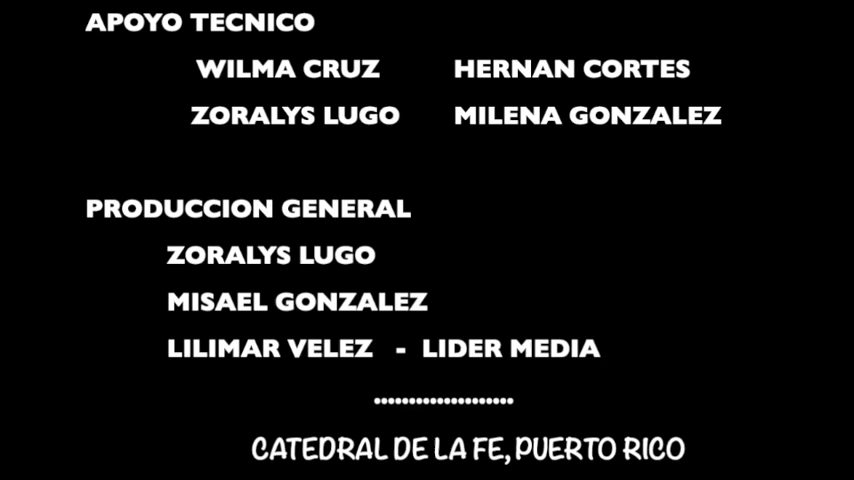 APOYO TECNICO
WILMA CRUZ HERNAN CORTES
ZORALYS LUGO MILENA GONZALEZ
PRODUCCION GENERAL
ZORALYS LUGO
MISAEL GONZALEZ
LILIMAR VELEZ - LIDER MEDIA
....................
CATEDRAL DE LA FE, PUERTO RICO